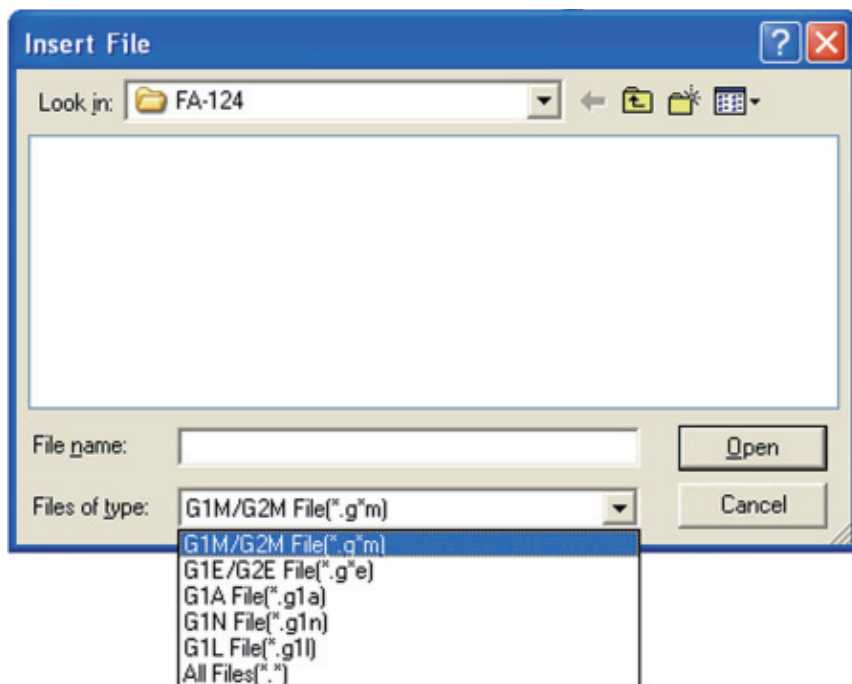 Insert File
Look in: FA-124
File name:
Open
Files of type: G1M/G2M File(*.g*m)
Cancel
G1M/G2M File(*.g*m)
G1E/G2E File(*.g*e)
G1A File(*.g1a)
G1N File(*.g1n)
G1L File(*.g1l)
All Files(*.*)